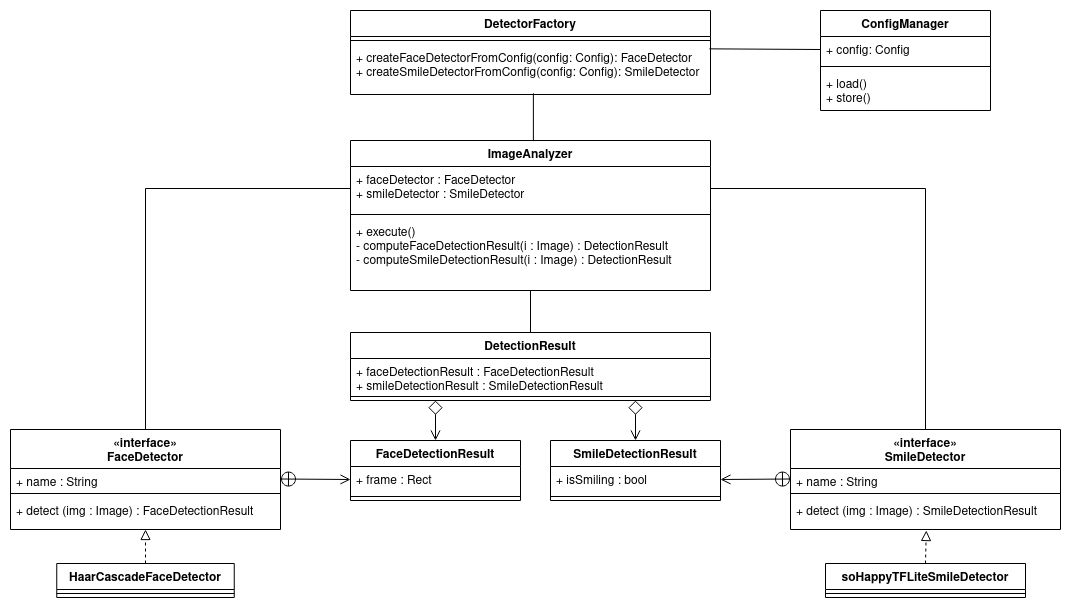 DetectorFactory
+ createFaceDetectorFromConfig(config: Config): FaceDetector
+ createSmileDetectorFromConfig(config: Config): SmileDetector
ConfigManager
+ config: Config
+ load()
+ store()
ImageAnalyzer
+ faceDetector : FaceDetector
+ smileDetector : SmileDetector
+ execute()
- computeFaceDetectionResult(i : Image) : DetectionResult
- computeSmileDetectionResult(i : Image) : DetectionResult
DetectionResult
+ faceDetectionResult : FaceDetectionResult
+ smileDetectionResult : SmileDetectionResult
«interface»
FaceDetector
+ name : String
+ detect (img : Image) : FaceDetectionResult
FaceDetectionResult
+ frame : Rect
SmileDetectionResult
+ isSmiling : bool
«interface»
SmileDetector
+ name : String
+ detect (img : Image) : SmileDetectionResult
HaarCascadeFaceDetector
soHappyTFLiteSmileDetector